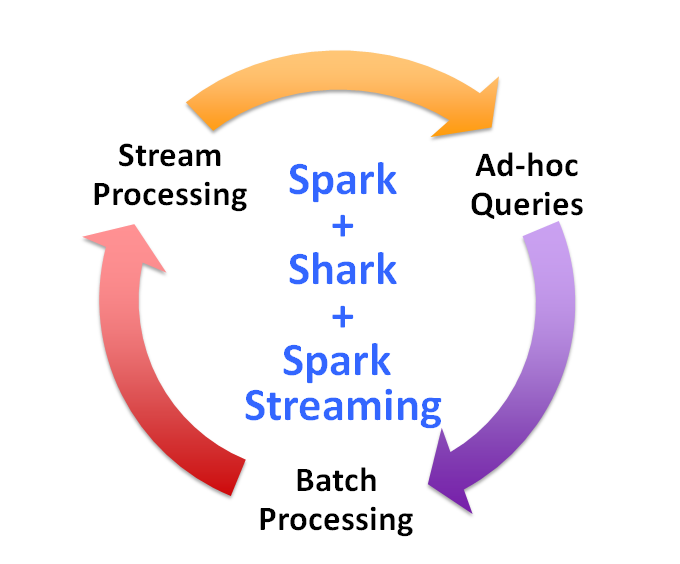 Stream
Processing
Ad-hoc
Queries
Spark
+
Shark
+
Spark
Streaming
Batch
Processing